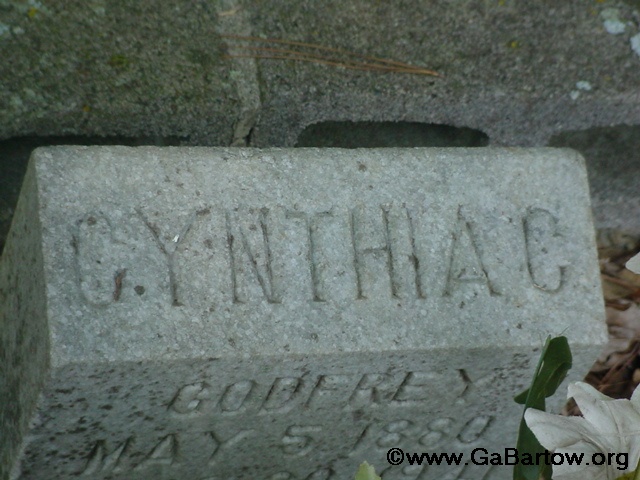 CYNTHIA C
GODFREY
MAY 5, 1880
©www.GaBartow.org